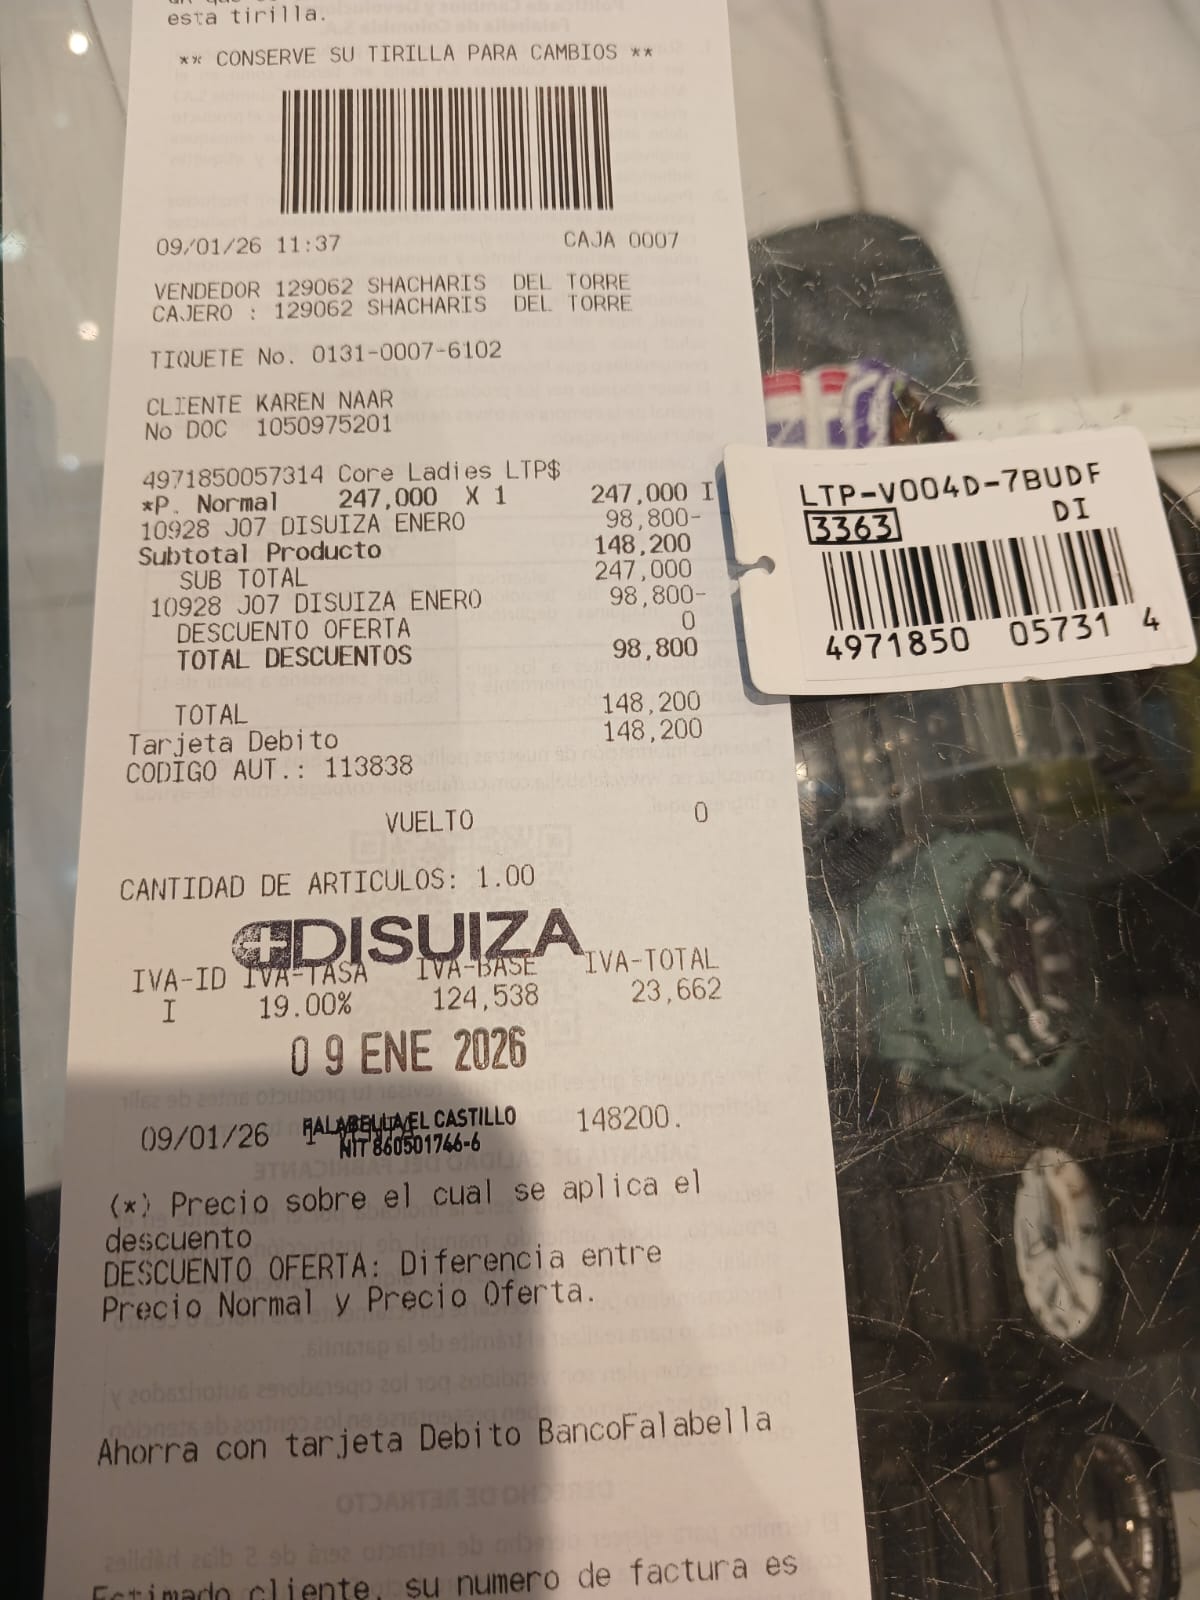 esta tirilla.
** CONSERVE SU TIRILLA PARA CAMBIOS **
09/01/26 11:37 CAJA 0007
VENDEDOR 129062 SHACHARIS DEL TORRE
CAJERO : 129062 SHACHARIS DEL TORRE
TIQUETE No. 0131-0007-6102
CLIENTE KAREN NAAR
No DOC 1050975201
4971850057314 Core Ladies LTP$
*P. Normal 247,000 X 1 247,000 I
10928 J07 DISUIZA ENERO 98,800-
Subtotal Producto 148,200
SUB TOTAL 247,000
10928 J07 DISUIZA ENERO 98,800-
DESCUENTO OFERTA 0
TOTAL DESCUENTOS 98,800
TOTAL 148,200
Tarjeta Debito 148,200
CODIGO AUT.: 113838
VUELTO 0
CANTIDAD DE ARTICULOS: 1.00
DISUIZA
IVA-ID IVA-TASA IVA-BASE IVA-TOTAL
I 19.00% 124,538 23,662
09 ENE 2026
FALABELLA EL CASTILLO
NIT 860501746-6
09/01/26 148200.
(*) Precio sobre el cual se aplica el
descuento
DESCUENTO OFERTA: Diferencia entre
Precio Normal y Precio Oferta.
Ahorra con tarjeta Debito BancoFalabella
Estimado cliente, su numero de factura es
LTP-V004D-7BUDF
3363 DI
4971850 05731 4